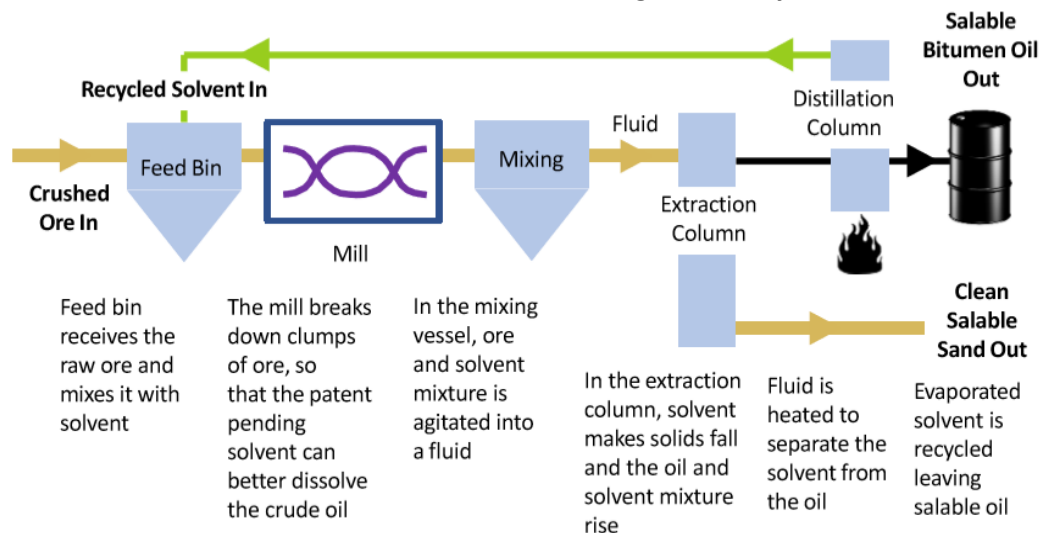 Salable
Bitumen Oil
Out
Recycled Solvent In
Distillation
Column
Fluid
Feed Bin
Mixing
Crushed
Ore In
Extraction
Column
Mill
Clean
Salable
Sand Out
Feed bin
receives the
raw ore and
mixes it with
solvent
The mill breaks
down clumps
of ore, so
that the patent
pending
solvent can
better dissolve
the crude oil
In the mixing
vessel, ore
and solvent
mixture is
agitated into
a fluid
In the extraction
column, solvent
makes solids fall
and the oil and
solvent mixture
rise
Fluid is
heated to
separate the
solvent from
the oil
Evaporated
solvent is
recycled
leaving
salable oil